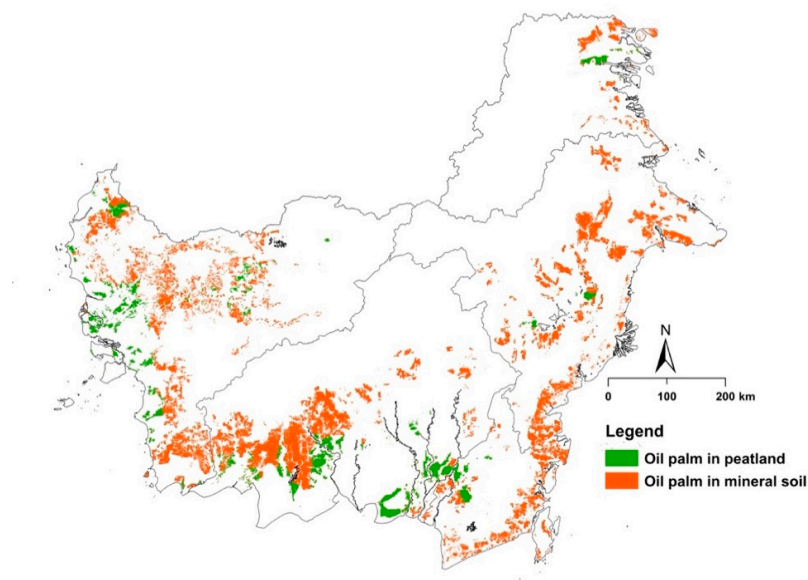 N
0 100 200 km
Legend
Oil palm in peatland
Oil palm in mineral soil